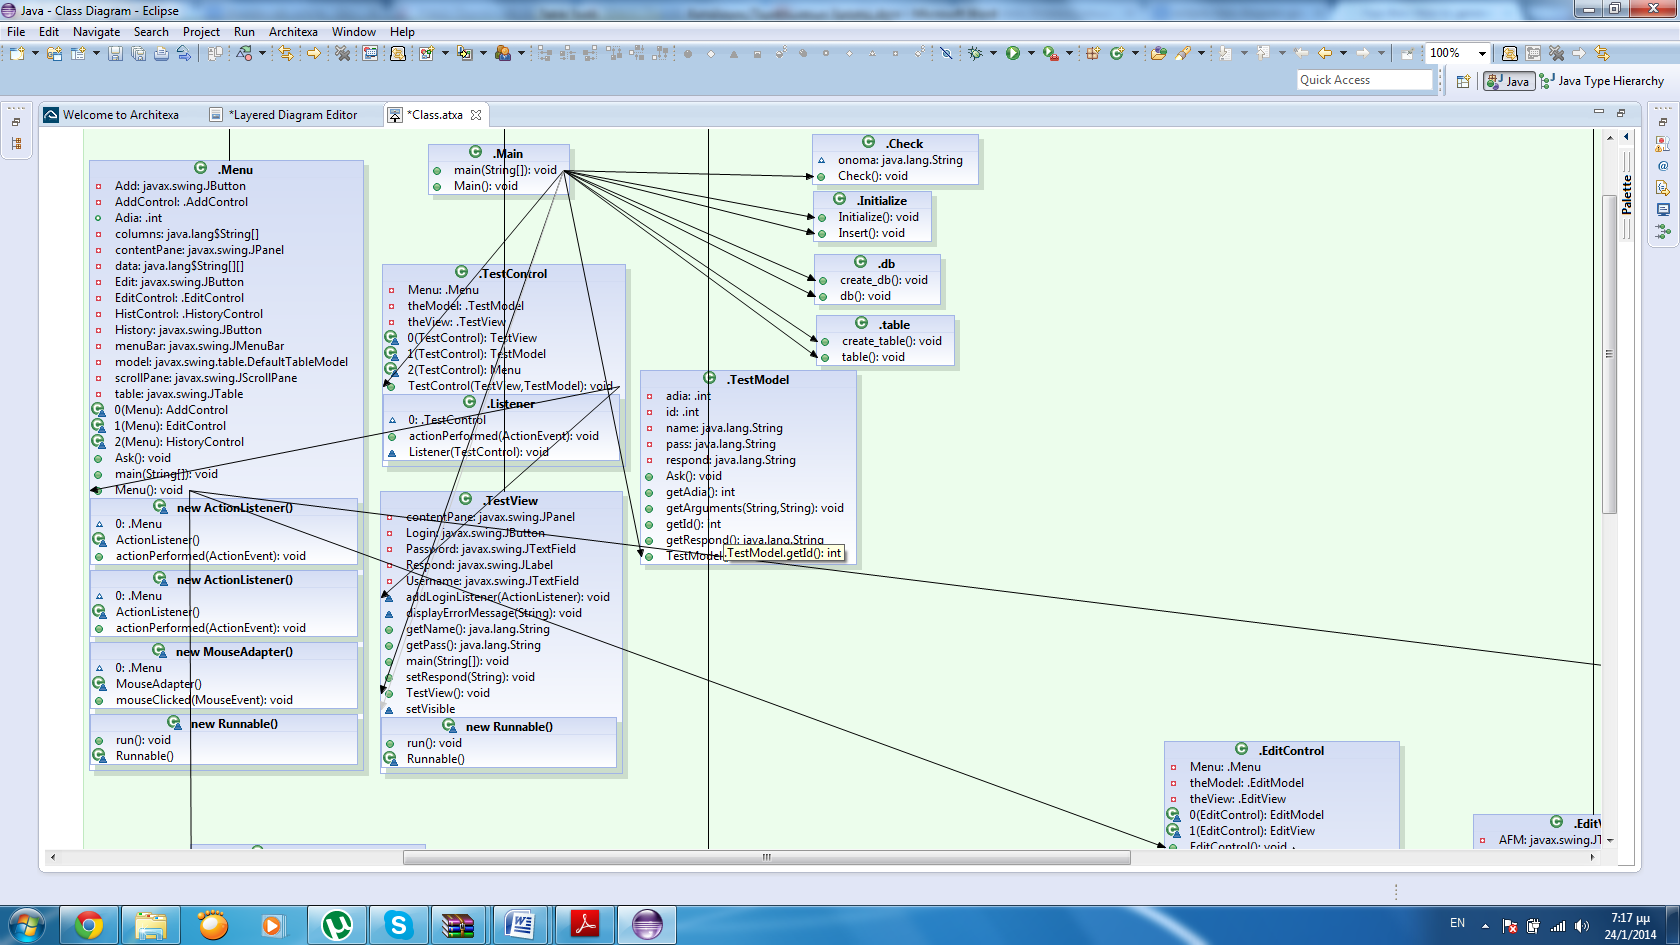 Java - Class Diagram - Eclipse
File Edit Navigate Search Project Run Architexa Window Help
100%
Quick Access
Java
Java Type Hierarchy
Welcome to Architexa
*Layered Diagram Editor
*Class.atxa
Palette
.Menu
Add: javax.swing.JButton
AddControl: .AddControl
Adia: .int
columns: java.lang$String[]
contentPane: javax.swing.JPanel
data: java.lang$String[][]
Edit: javax.swing.JButton
EditControl: .EditControl
HistControl: .HistoryControl
History: javax.swing.JButton
menuBar: javax.swing.JMenuBar
model: javax.swing.table.DefaultTableModel
scrollPane: javax.swing.JScrollPane
table: javax.swing.JTable
0(Menu): AddControl
1(Menu): EditControl
2(Menu): HistoryControl
Ask(): void
main(String[]): void
Menu(): void
new ActionListener()
0: .Menu
ActionListener()
actionPerformed(ActionEvent): void
new ActionListener()
0: .Menu
ActionListener()
actionPerformed(ActionEvent): void
new MouseAdapter()
0: .Menu
MouseAdapter()
mouseClicked(MouseEvent): void
new Runnable()
run(): void
Runnable()
.Main
main(String[]): void
Main(): void
.TestControl
Menu: .Menu
theModel: .TestModel
theView: .TestView
0(TestControl): TestView
1(TestControl): TestModel
2(TestControl): Menu
TestControl(TestView,TestModel): void
.Listener
0: .TestControl
actionPerformed(ActionEvent): void
Listener(TestControl): void
.TestView
contentPane: javax.swing.JPanel
Login: javax.swing.JButton
Password: javax.swing.JTextField
Respond: javax.swing.JLabel
Username: javax.swing.JTextField
addLoginListener(ActionListener): void
displayErrorMessage(String): void
getName(): java.lang.String
getPass(): java.lang.String
main(String[]): void
setRespond(String): void
TestView(): void
setVisible
new Runnable()
run(): void
Runnable()
.Check
onoma: java.lang.String
Check(): void
.Initialize
Initialize(): void
Insert(): void
.db
create_db(): void
db(): void
.table
create_table(): void
table(): void
.TestModel
adia: .int
id: .int
name: java.lang.String
pass: java.lang.String
respond: java.lang.String
Ask(): void
getAdia(): int
getArguments(String,String): void
getId(): int
getRespond(): java.lang.String
TestModel
.TestModel.getId(): int
.EditControl
Menu: .Menu
theModel: .EditModel
theView: .EditView
0(EditControl): EditModel
1(EditControl): EditView
EditControl(): void
.EditV
AFM: javax.swing.JT
EN
7:17 μμ
24/1/2014